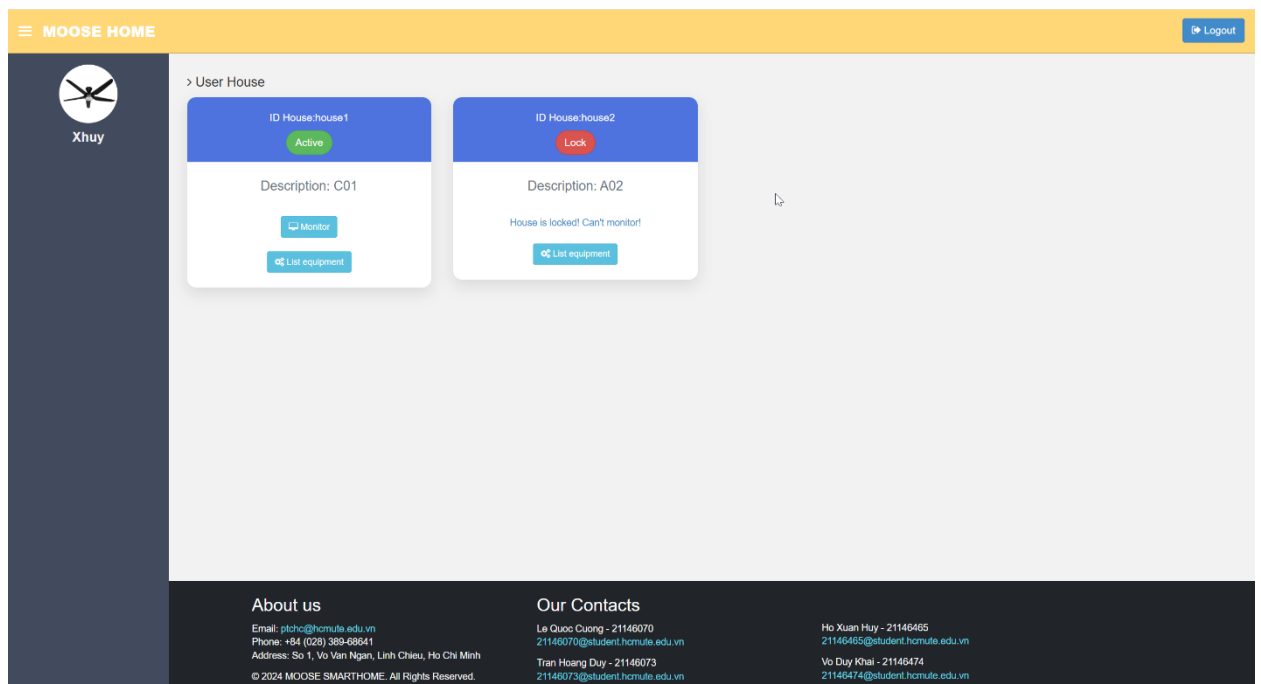 MOOSE HOME
Logout
Xhuy
> User House
ID House:house1
Active
Description: C01
Monitor
List equipment
ID House:house2
Lock
Description: A02
House is locked! Can't monitor!
List equipment
About us
Email: ptchc@hcmute.edu.vn
Phone: +84 (028) 389-68641
Address: So 1, Vo Van Ngan, Linh Chieu, Ho Chi Minh
© 2024 MOOSE SMARTHOME. All Rights Reserved.
Our Contacts
Le Quoc Cuong - 21146070
21146070@student.hcmute.edu.vn
Tran Hoang Duy - 21146073
21146073@student.hcmute.edu.vn
Ho Xuan Huy - 21146465
21146465@student.hcmute.edu.vn
Vo Duy Khai - 21146474
21146474@student.hcmute.edu.vn